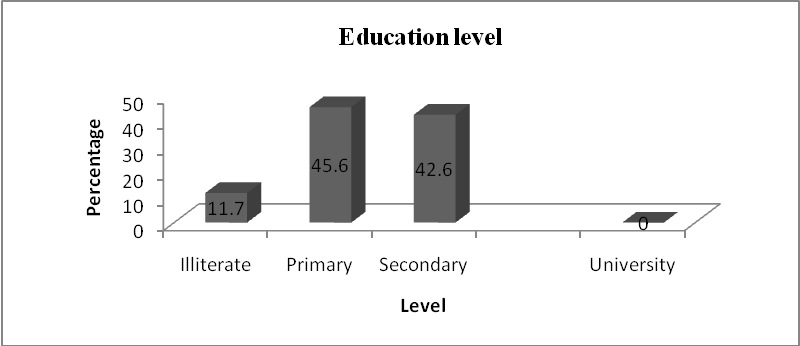 Education level
Percentage
50
40
30
20
10
0
11.7
45.6
42.6
0
Illiterate Primary Secondary University
Level